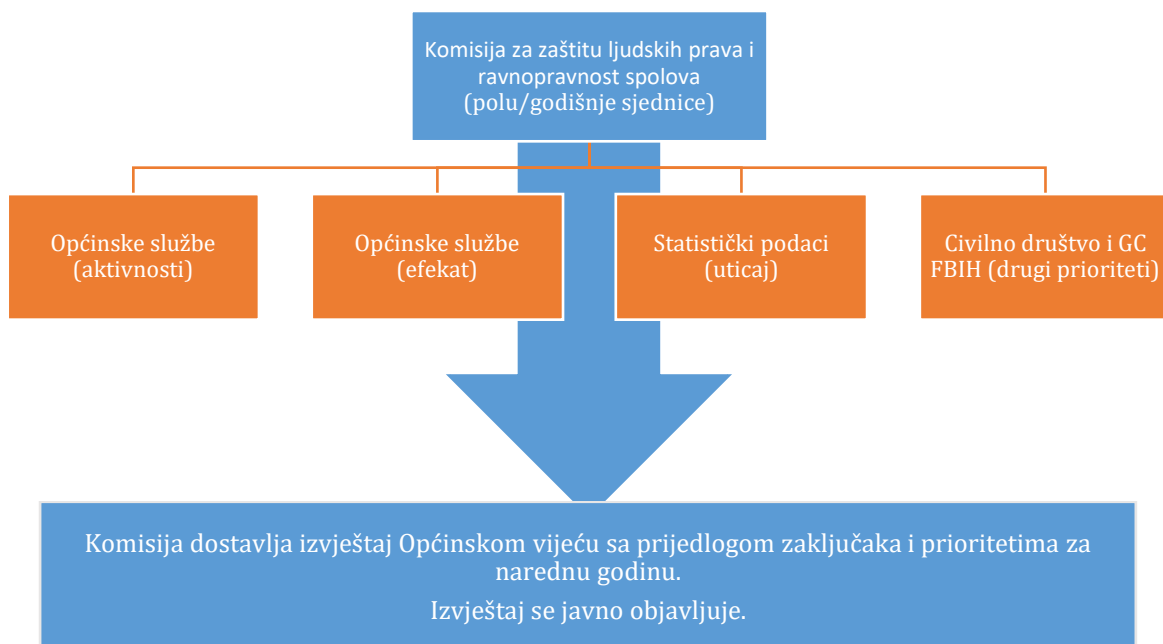 Komisija za zaštitu ljudskih prava i
ravnopravnost spolova
(polu/godišnje sjednice)
Općinske službe
(aktivnosti)
Općinske službe
(efekat)
Statistički podaci
(uticaj)
Civilno društvo i GC
FBIH (drugi prioriteti)
Komisija dostavlja izvještaj Općinskom vijeću sa prijedlogom zaključaka i prioritetima za
narednu godinu.
Izvještaj se javno objavljuje.